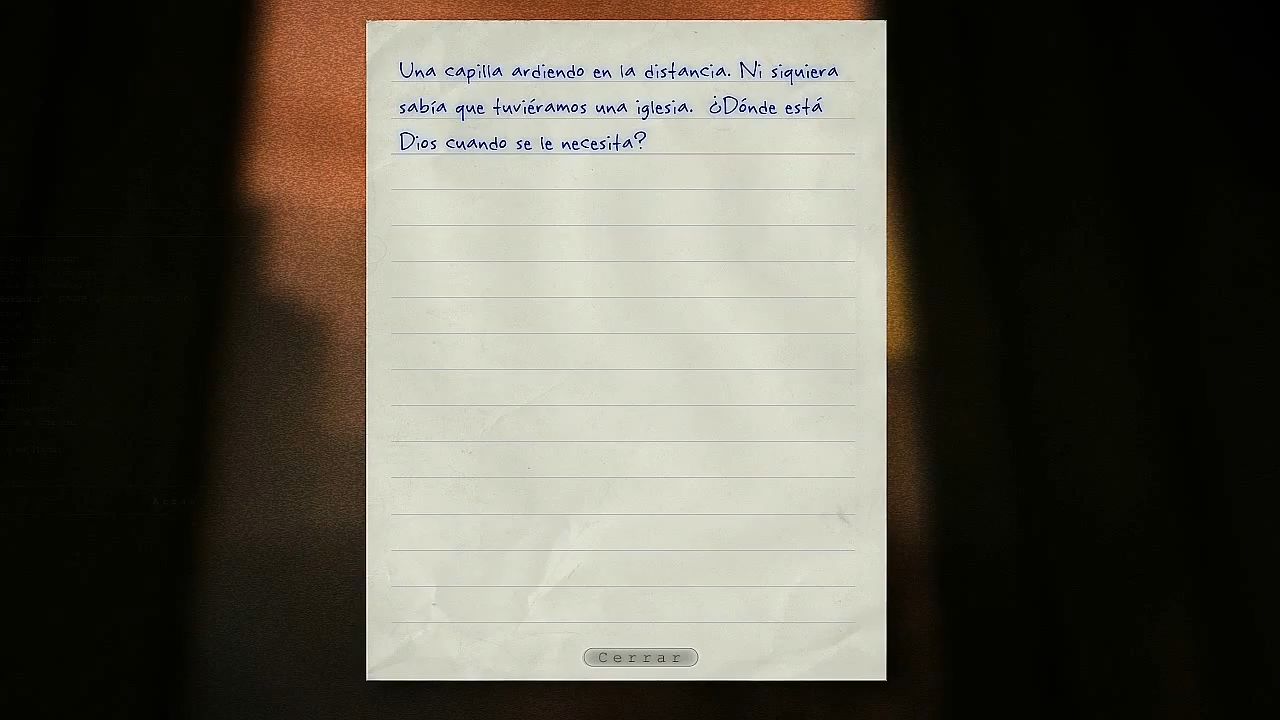 Una capilla ardiendo en la distancia. Ni siquiera
sabía que tuviéramos una iglesia. ¿Dónde está
Dios cuando se le necesita?
Cerrar